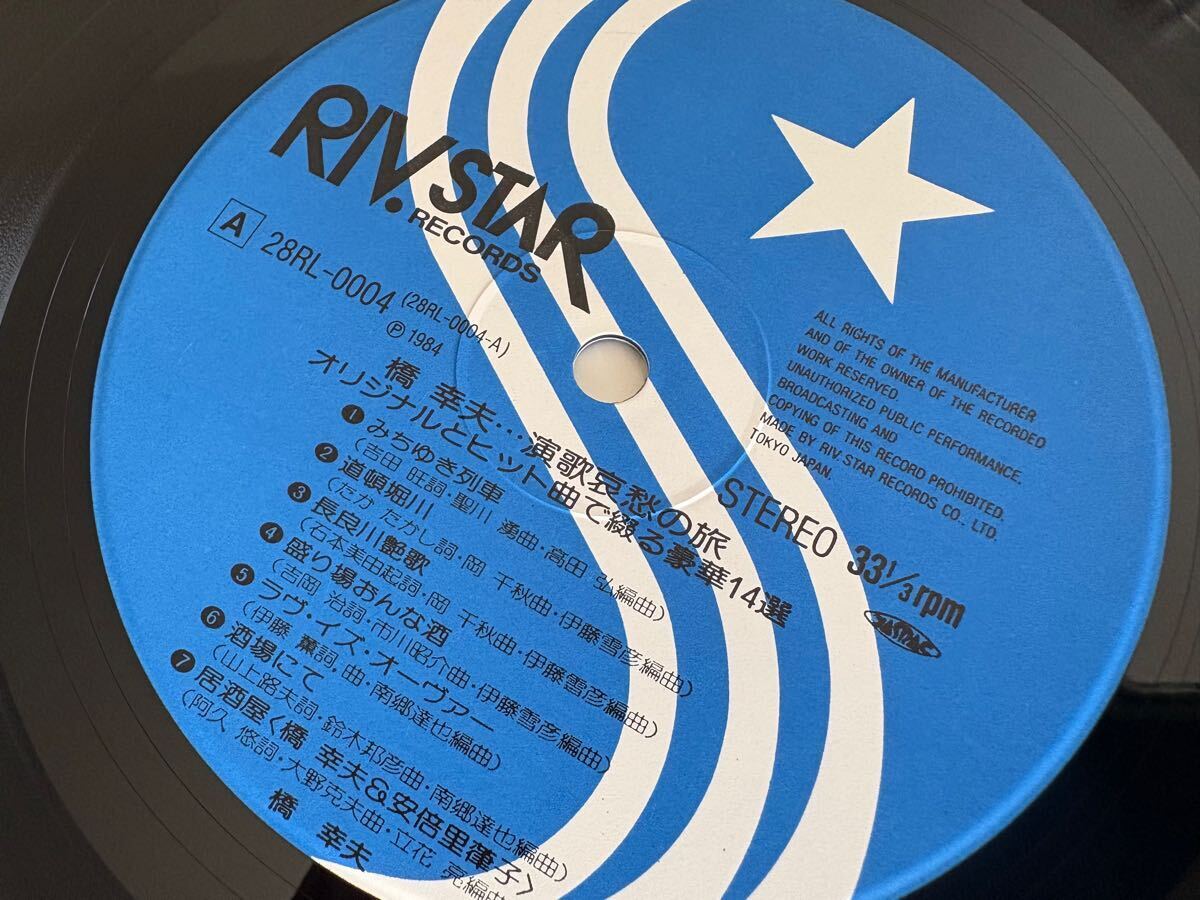 RIV.STAR
RECORDS
A 28RL-0004 (28RL-0004-A)
Ⓟ 1984
橋 幸夫…演歌哀愁の旅
オリジナルとヒット曲で綴る豪華14選
❶ みちゆき列車
(吉田 旺詞・聖川 湧曲・高田 弘編曲)
❷ 道頓堀川
(たか たかし詞・岡 千秋曲・伊藤雪彦編曲)
❸ 長良川艶歌
(石本美由起詞・岡 千秋曲・伊藤雪彦編曲)
❹ 盛り場おんな酒
(吉岡 治詞・市川昭介曲・伊藤雪彦編曲)
❺ ラヴ・イズ・オーヴァー
(伊藤 薫詞、曲・南郷達也編曲)
❻ 酒場にて
(山上路夫詞・鈴木邦彦曲・南郷達也編曲)
❼ 居酒屋〈橋 幸夫&安倍里葎子〉
(阿久 悠詞・大野克夫曲・立花 亮編曲
橋 幸夫
STEREO 33 1/3 rpm
JASRAC
ALL RIGHTS OF THE MANUFACTURER
AND OF THE OWNER OF THE RECORDED
WORK RESERVED.
UNAUTHORIZED PUBLIC PERFORMANCE,
BROADCASTING AND
COPYING OF THIS RECORD PROHIBITED.
MADE BY RIV. STAR RECORDS CO., LTD.
TOKYO JAPAN.